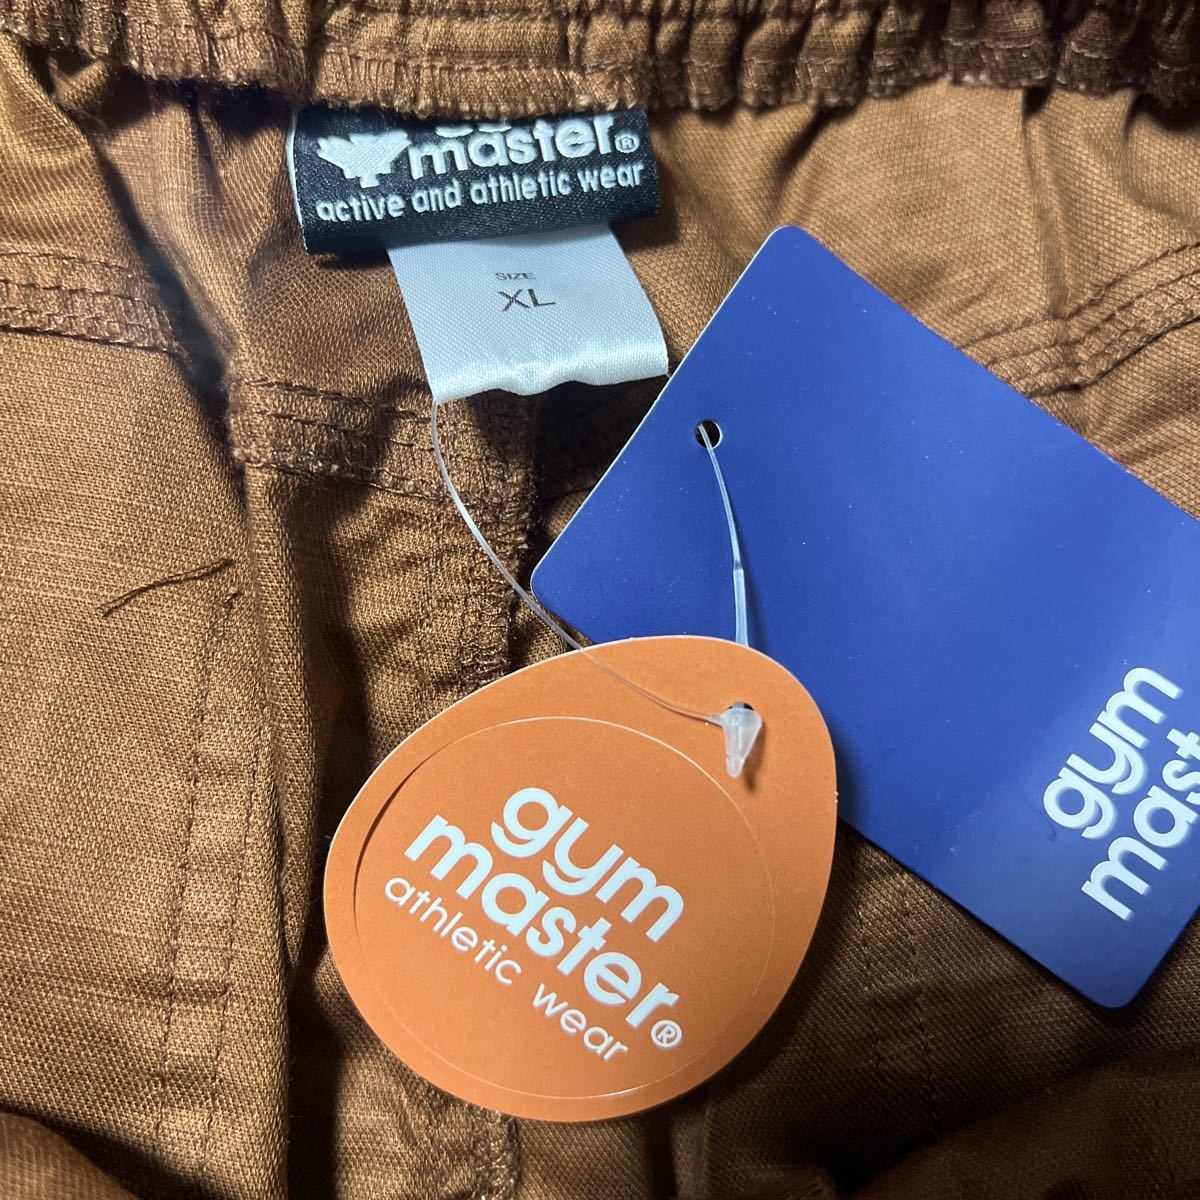 master®
active and athletic wear
SIZE
XL
gym
master®
athletic wear
gym
mast